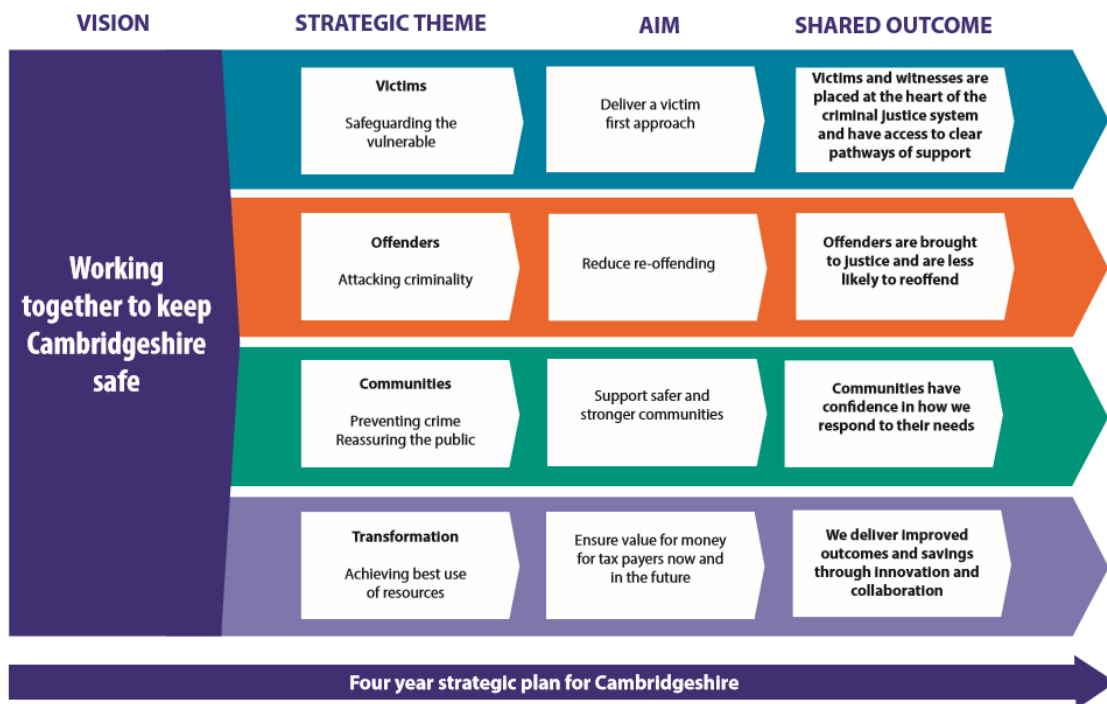 VISION
STRATEGIC THEME
AIM
SHARED OUTCOME
Working
together to keep
Cambridgeshire
safe
Victims
Safeguarding the
vulnerable
Deliver a victim
first approach
Victims and witnesses are
placed at the heart of the
criminal justice system
and have access to clear
pathways of support
Offenders
Attacking criminality
Reduce re-offending
Offenders are brought
to justice and are less
likely to reoffend
Communities
Preventing crime
Reassuring the public
Support safer and
stronger communities
Communities have
confidence in how we
respond to their needs
Transformation
Achieving best use
of resources
Ensure value for money
for tax payers now and
in the future
We deliver improved
outcomes and savings
through innovation and
collaboration
Four year strategic plan for Cambridgeshire